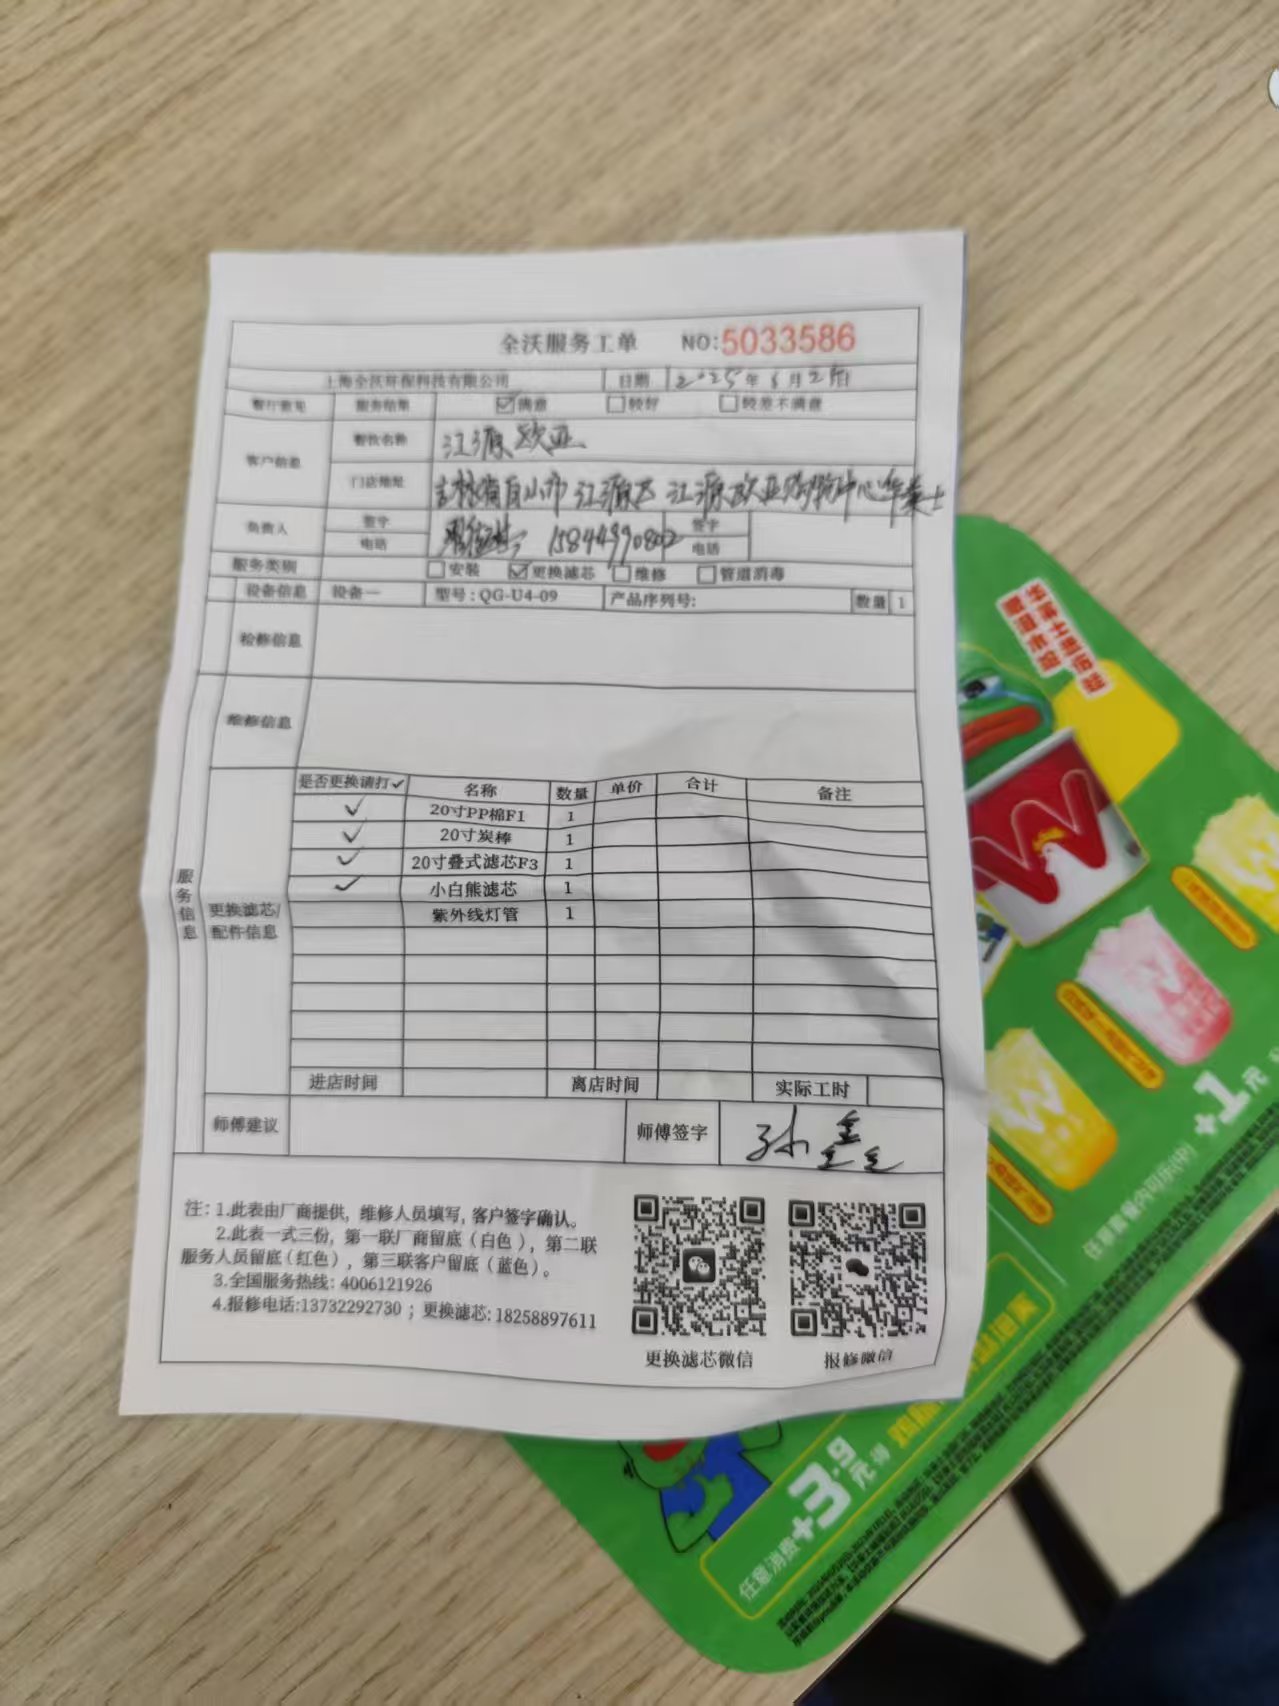 全沃服务工单 NO:5033586
上海全沃环保科技有限公司 日期
服务结果 ☑满意 □较好 □较差不满意
客户信息 餐饮名称 江源欧亚
门店地址 吉林省白山市江源区江源欧亚购物中心华莱士
负责人 签字 签字
电话 15844990802 电话
服务类别 □安装 ☑更换滤芯 □维修 □管道消毒
设备信息 设备一 型号:QG-U4-09 产品序列号: 数量 1
检修信息
维修信息
服务信息
更换滤芯/配件信息
是否更换请打✓ 名称 数量 单价 合计 备注
✓ 20寸PP棉F1 1
✓ 20寸炭棒 1
✓ 20寸叠式滤芯F3 1
✓ 小白熊滤芯 1
紫外线灯管 1
进店时间 离店时间 实际工时
师傅建议 师傅签字 孙鑫
注: 1.此表由厂商提供, 维修人员填写, 客户签字确认。
2.此表一式三份, 第一联厂商留底(白色), 第二联
服务人员留底(红色), 第三联客户留底(蓝色)。
3.全国服务热线: 4006121926
4.报修电话:13732292730 ; 更换滤芯: 18258897611
更换滤芯微信 报修微信
+1元
任意消费+3.9元得